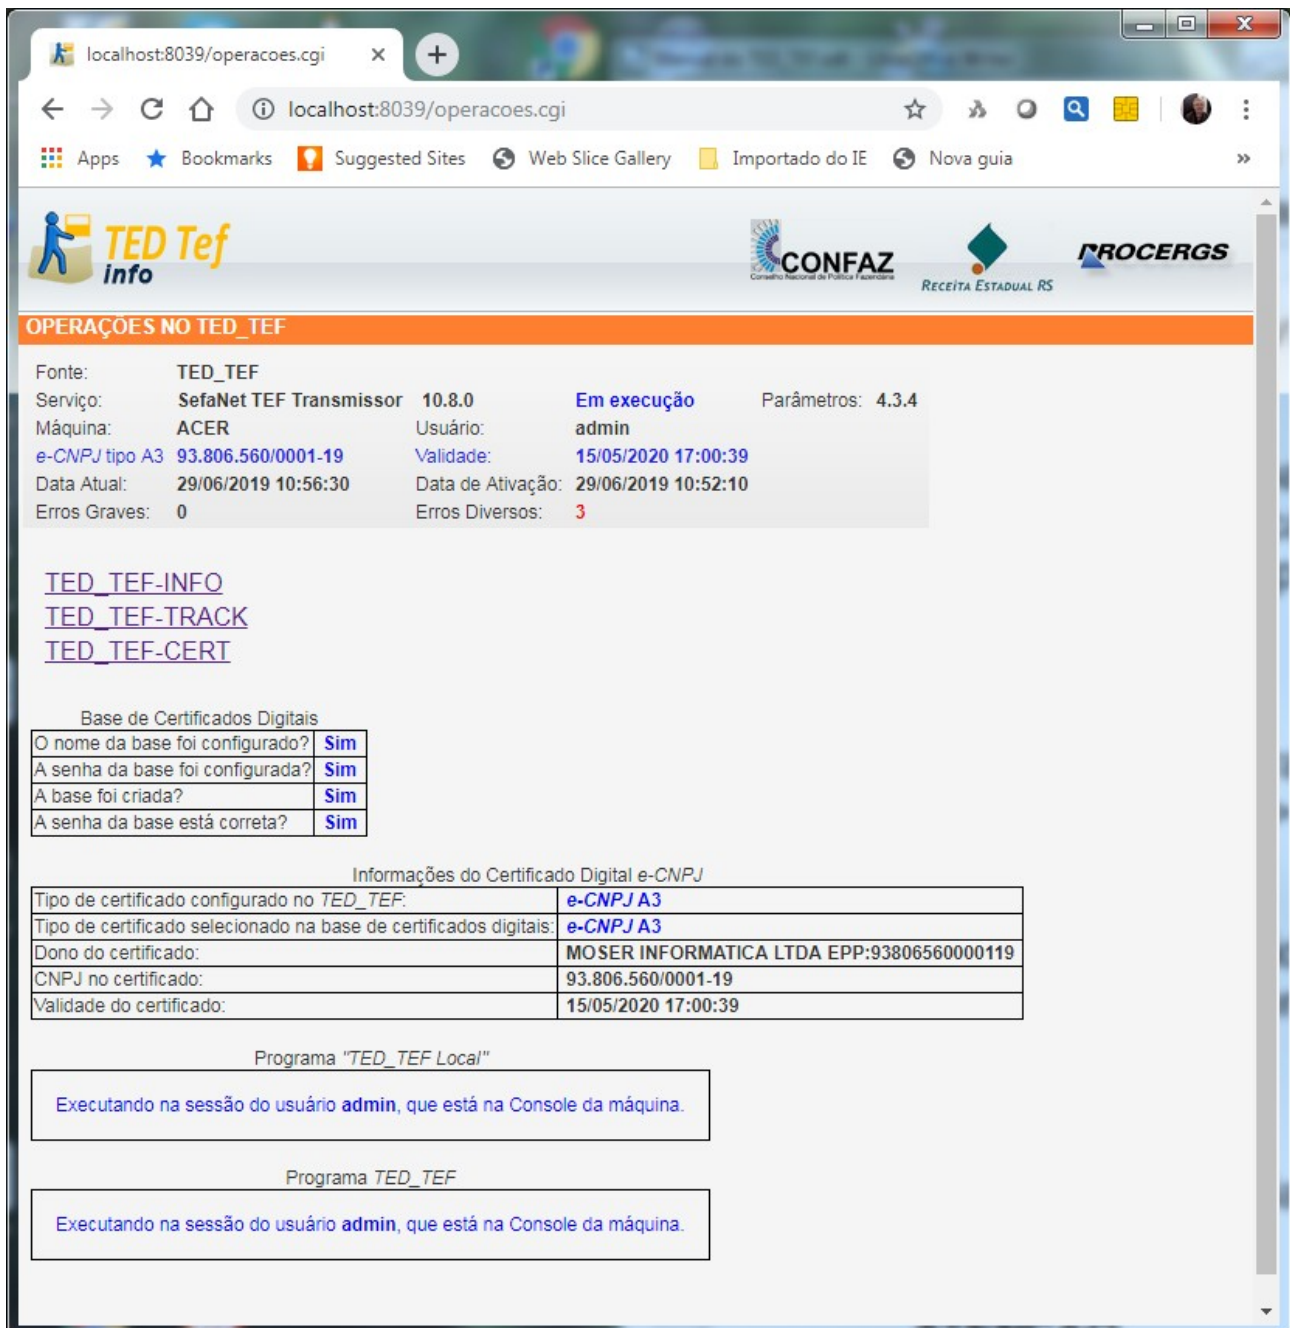 localhost:8039/operacoes.cgi
localhost:8039/operacoes.cgi
Apps Bookmarks Suggested Sites Web Slice Gallery Importado do IE Nova guia »
TED Tef
info
CONFAZ
Conselho Nacional de Política Fazendária
RECEITA ESTADUAL RS
PROCERGS
OPERAÇÕES NO TED_TEF
Fonte: TED_TEF
Serviço: SefaNet TEF Transmissor 10.8.0 Em execução Parâmetros: 4.3.4
Máquina: ACER Usuário: admin
e-CNPJ tipo A3 93.806.560/0001-19 Validade: 15/05/2020 17:00:39
Data Atual: 29/06/2019 10:56:30 Data de Ativação: 29/06/2019 10:52:10
Erros Graves: 0 Erros Diversos: 3
TED_TEF-INFO
TED_TEF-TRACK
TED_TEF-CERT
Base de Certificados Digitais
O nome da base foi configurado? Sim
A senha da base foi configurada? Sim
A base foi criada? Sim
A senha da base está correta? Sim
Informações do Certificado Digital e-CNPJ
Tipo de certificado configurado no TED_TEF: e-CNPJ A3
Tipo de certificado selecionado na base de certificados digitais: e-CNPJ A3
Dono do certificado: MOSER INFORMATICA LTDA EPP:93806560000119
CNPJ no certificado: 93.806.560/0001-19
Validade do certificado: 15/05/2020 17:00:39
Programa "TED_TEF Local"
Executando na sessão do usuário admin, que está na Console da máquina.
Programa TED_TEF
Executando na sessão do usuário admin, que está na Console da máquina.